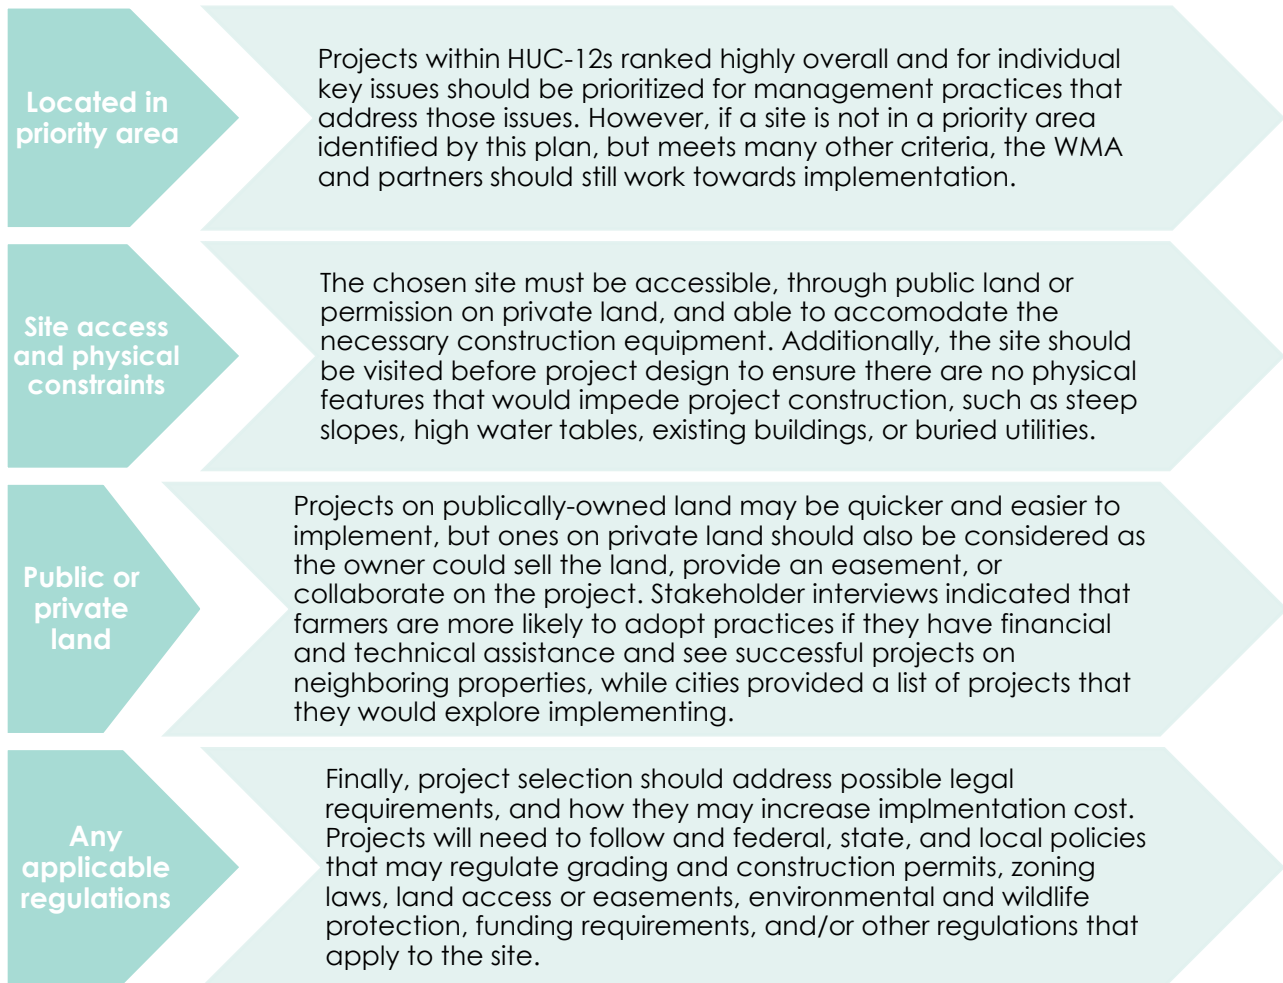 Located in
priority area
Projects within HUC-12s ranked highly overall and for individual
key issues should be prioritized for management practices that
address those issues. However, if a site is not in a priority area
identified by this plan, but meets many other criteria, the WMA
and partners should still work towards implementation.
Site access
and physical
constraints
The chosen site must be accessible, through public land or
permission on private land, and able to accomodate the
necessary construction equipment. Additionally, the site should
be visited before project design to ensure there are no physical
features that would impede project construction, such as steep
slopes, high water tables, existing buildings, or buried utilities.
Public or
private
land
Projects on publically-owned land may be quicker and easier to
implement, but ones on private land should also be considered as
the owner could sell the land, provide an easement, or
collaborate on the project. Stakeholder interviews indicated that
farmers are more likely to adopt practices if they have financial
and technical assistance and see successful projects on
neighboring properties, while cities provided a list of projects that
they would explore implementing.
Any
applicable
regulations
Finally, project selection should address possible legal
requirements, and how they may increase implmentation cost.
Projects will need to follow and federal, state, and local policies
that may regulate grading and construction permits, zoning
laws, land access or easements, environmental and wildlife
protection, funding requirements, and/or other regulations that
apply to the site.